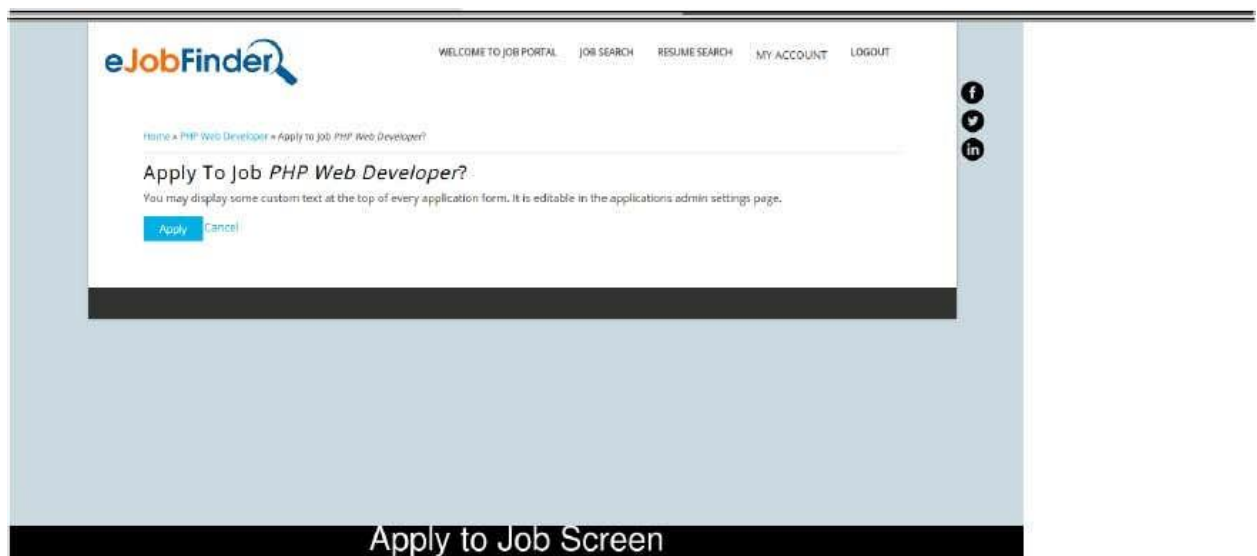 eJobFinder
WELCOME TO JOB PORTAL JOB SEARCH RESUME SEARCH MY ACCOUNT LOGOUT
f
in
Home » PHP Web Developer » Apply to job PHP Web Developer?
Apply To Job PHP Web Developer?
You may display some custom text at the top of every application form. It is editable in the applications admin settings page.
Apply Cancel
Apply to Job Screen